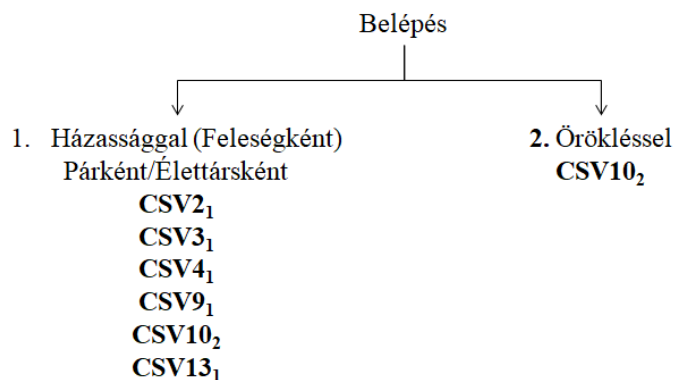 Belépés
1. Házassággal (Feleségként)
Párként/Élettársként
CSV2₁
CSV3₁
CSV4₁
CSV9₁
CSV10₂
CSV13₁
2. Örökléssel
CSV10₂